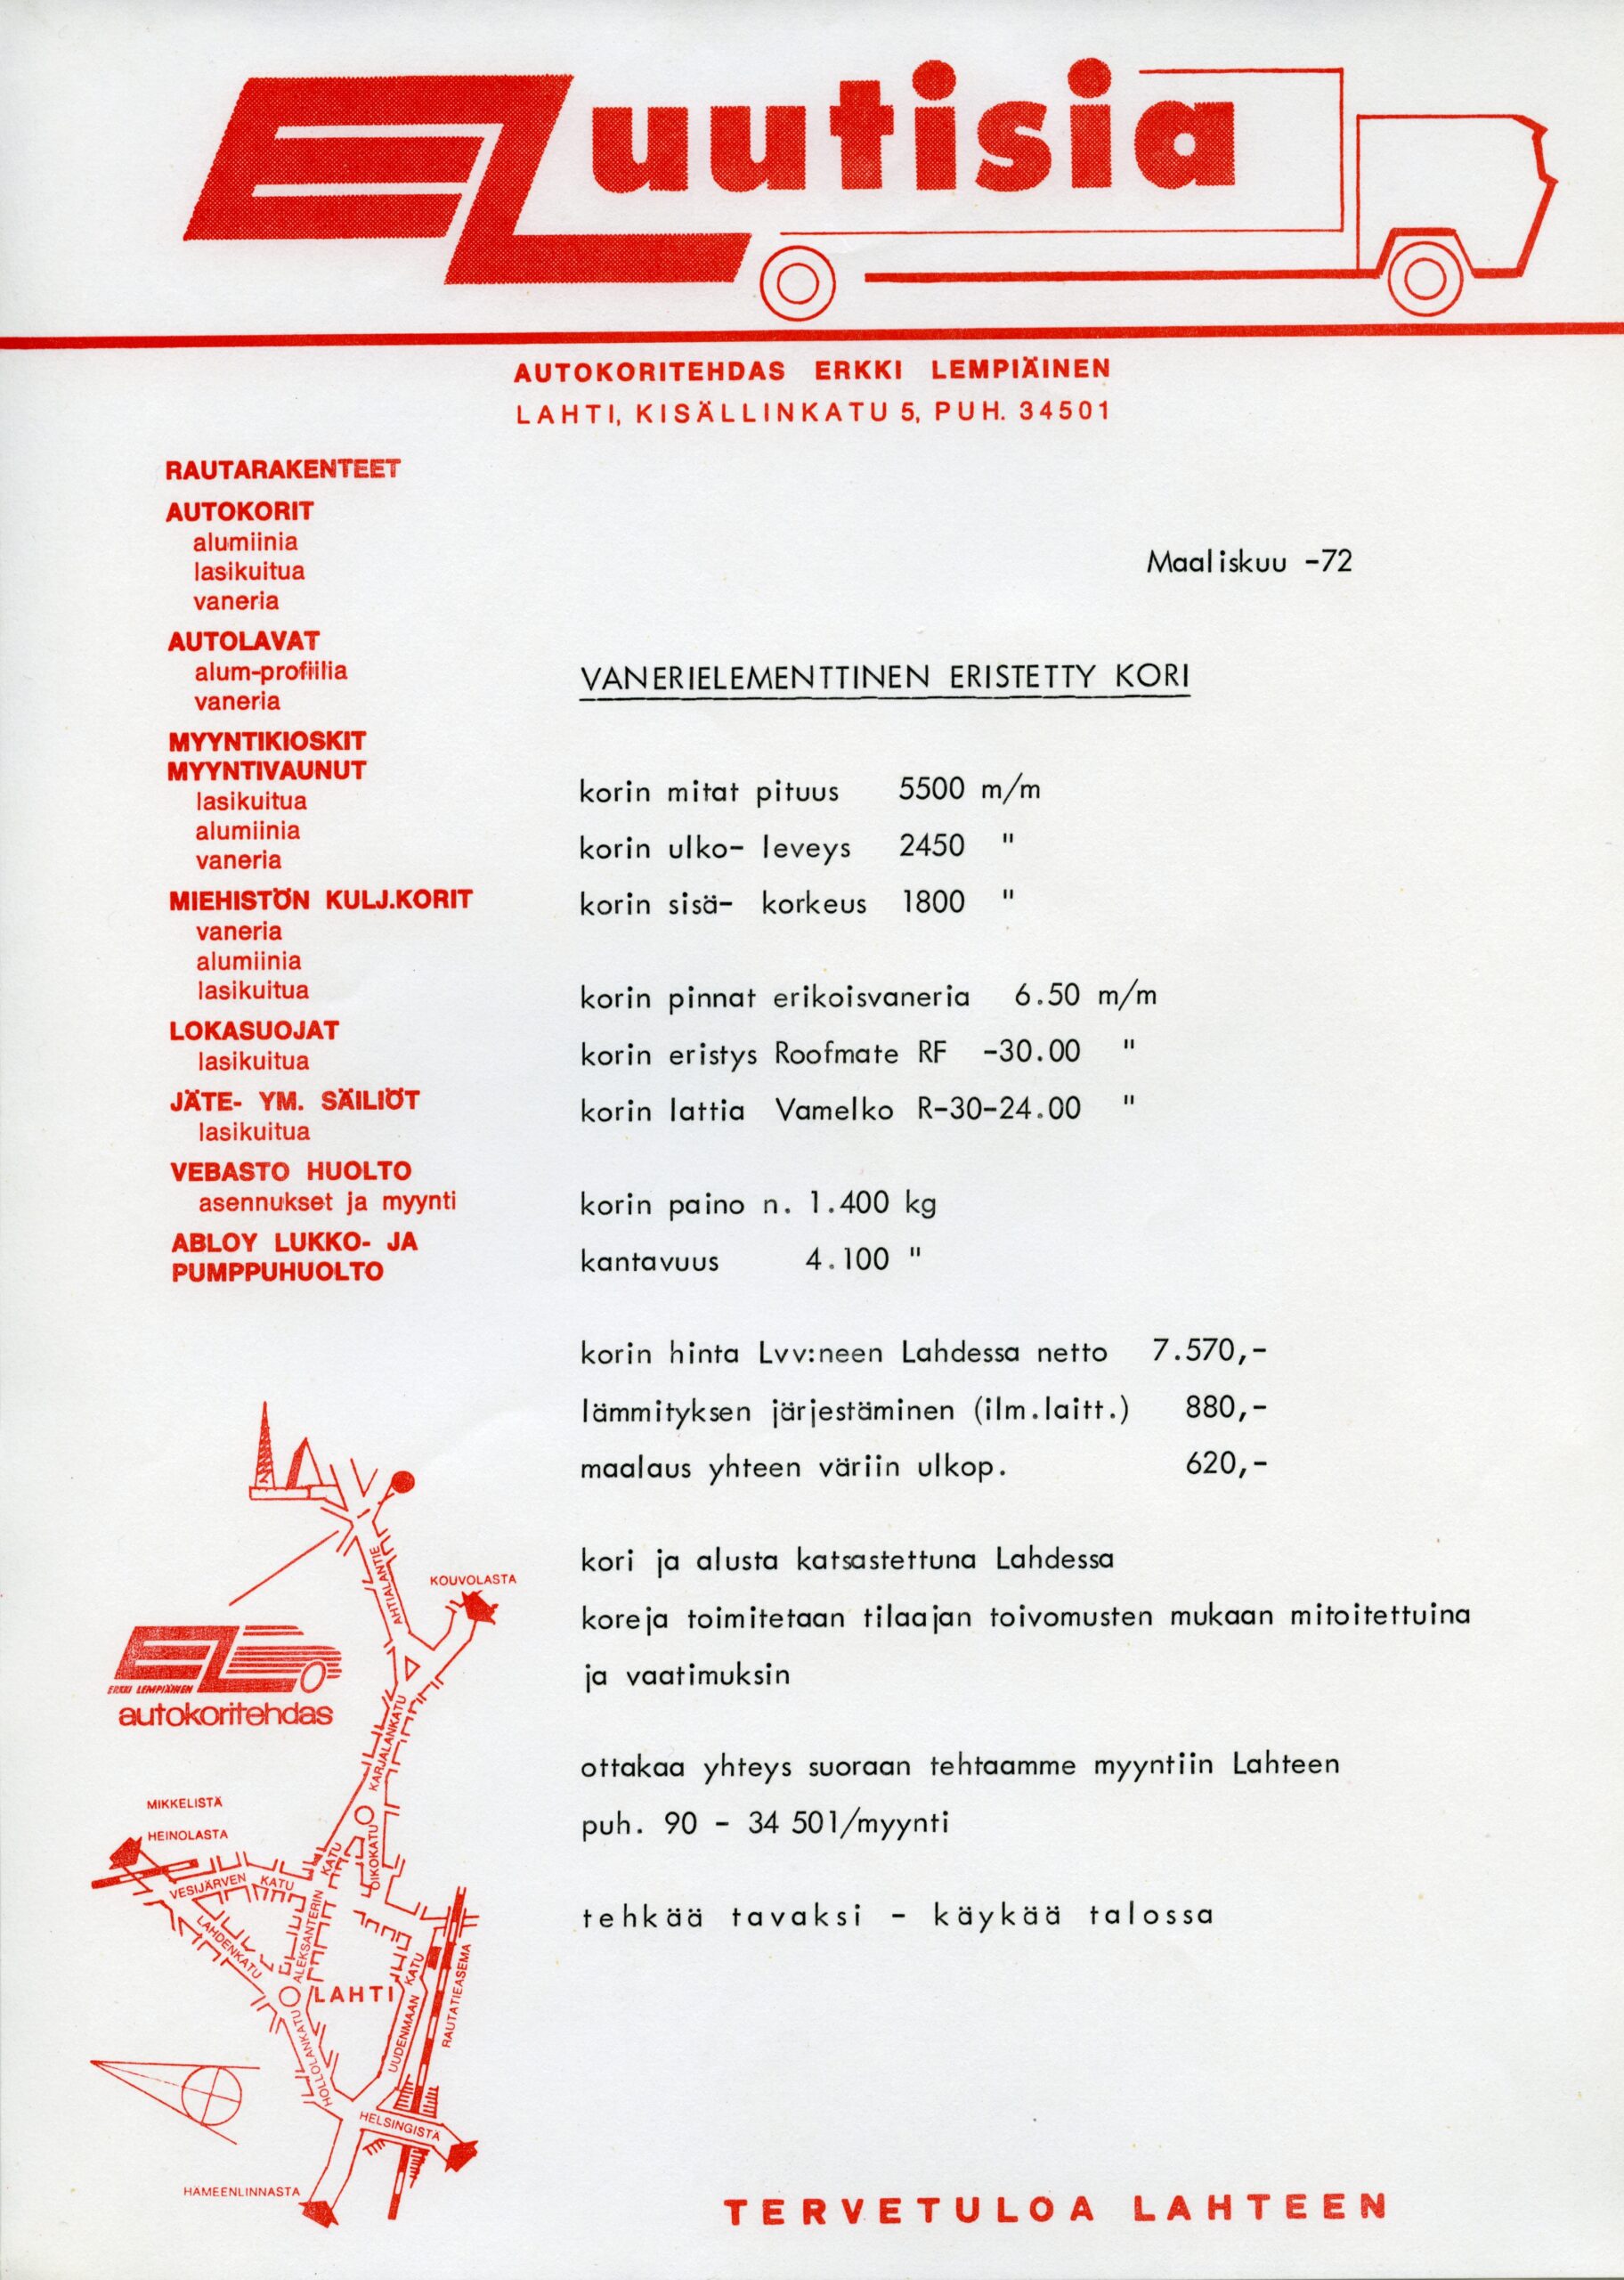 EL uutisia
AUTOKORITEHDAS ERKKI LEMPIÄINEN
LAHTI, KISÄLLINKATU 5, PUH. 34501
RAUTARAKENTEET
AUTOKORIT
alumiinia
lasikuitua
vaneria
AUTOLAVAT
alum-profiilia
vaneria
MYYNTIKIOSKIT
MYYNTIVAUNUT
lasikuitua
alumiinia
vaneria
MIEHISTÖN KULJ.KORIT
vaneria
alumiinia
lasikuitua
LOKASUOJAT
lasikuitua
JÄTE- YM. SÄILIÖT
lasikuitua
VEBASTO HUOLTO
asennukset ja myynti
ABLOY LUKKO- JA
PUMPPUHUOLTO
Maaliskuu -72
VANERIELEMENTTINEN ERISTETTY KORI
korin mitat pituus 5500 m/m
korin ulko- leveys 2450 "
korin sisä- korkeus 1800 "
korin pinnat erikoisvaneria 6.50 m/m
korin eristys Roofmate RF -30.00 "
korin lattia Vamelko R-30-24.00 "
korin paino n. 1.400 kg
kantavuus 4.100 "
korin hinta Lvv:neen Lahdessa netto 7.570,-
lämmityksen järjestäminen (ilm.laitt.) 880,-
maalaus yhteen väriin ulkop. 620,-
kori ja alusta katsastettuna Lahdessa
koreja toimitetaan tilaajan toivomusten mukaan mitoitettuina
ja vaatimuksin
ottakaa yhteys suoraan tehtaamme myyntiin Lahteen
puh. 90 - 34 501/myynti
tehkää tavaksi - käykää talossa
AHTIALANTIE
KOUVOLASTA
EL
ERKKI LEMPIÄINEN
autokoritehdas
KARJALANKATU
MIKKELISTÄ
HEINOLASTA
VESIJÄRVEN KATU
OIKOKATU
LAHDENKATU
ALEKSANTERIN KATU
LAHTI
UUDENMAAN KATU
RAUTATIEASEMA
HOLLOLANKATU
HELSINGISTÄ
HÄMEENLINNASTA
TERVETULOA LAHTEEN